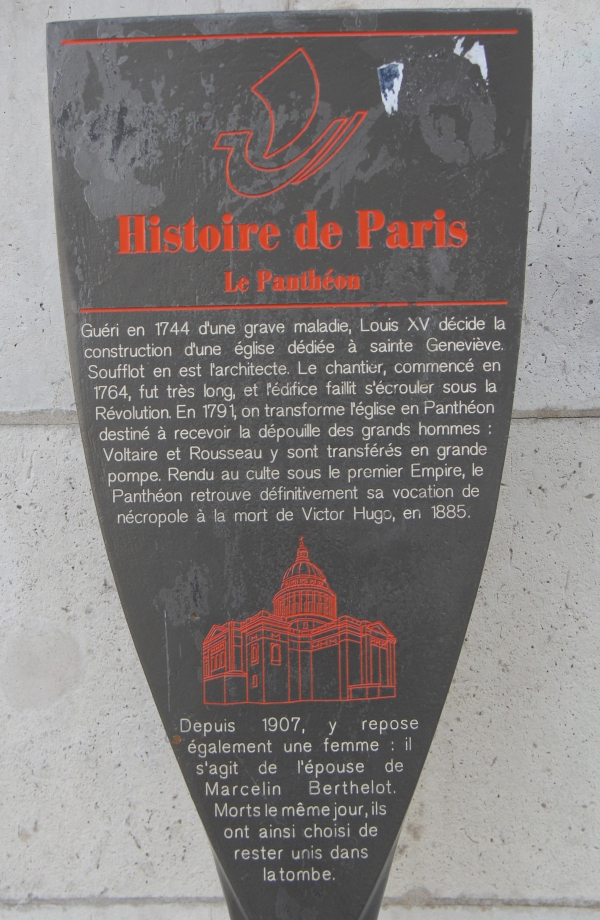 Histoire de Paris
Le Panthéon
Guéri en 1744 d'une grave maladie, Louis XV décide la
construction d'une église dédiée à sainte Geneviève.
Soufflot en est l'architecte. Le chantier, commencé en
1764, fut très long, et l'édifice faillit s'écrouler sous la
Révolution. En 1791, on transforme l'église en Panthéon
destiné à recevoir la dépouille des grands hommes :
Voltaire et Rousseau y sont transférés en grande
pompe. Rendu au culte sous le premier Empire, le
Panthéon retrouve définitivement sa vocation de
nécropole à la mort de Victor Hugo, en 1885.
Depuis 1907, y repose
également une femme : il
s'agit de l'épouse de
Marcelin Berthelot.
Morts le même jour, ils
ont ainsi choisi de
rester unis dans
la tombe.